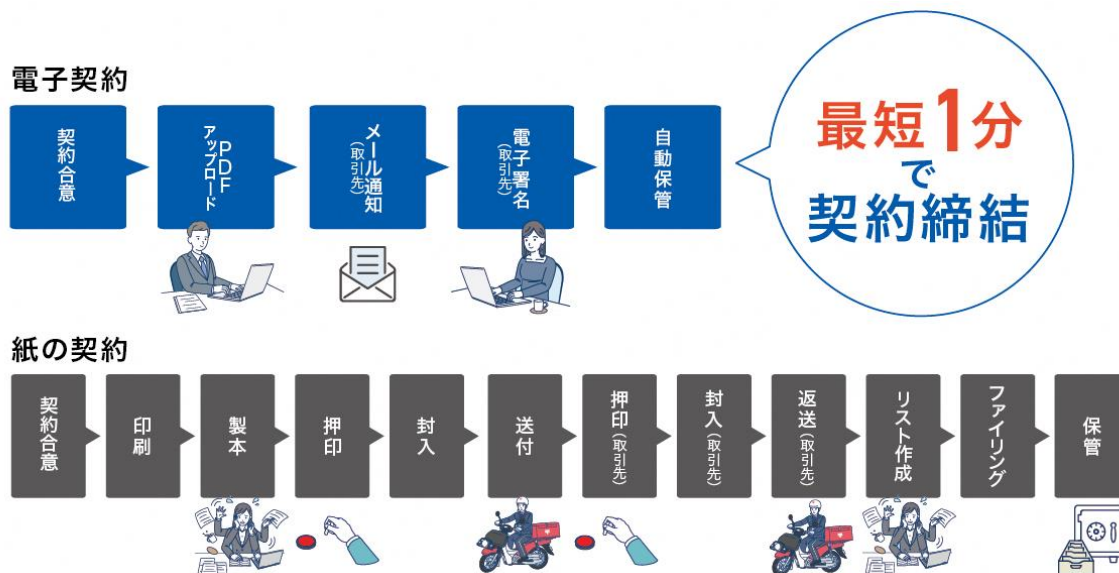 電子契約
契約合意
PDF
アップロード
メール通知
(取引先)
電子署名
(取引先)
自動保管
最短1分
で
契約締結
紙の契約
契約合意
印刷
製本
押印
封入
送付
押印(取引先)
封入(取引先)
返送(取引先)
リスト作成
ファイリング
保管